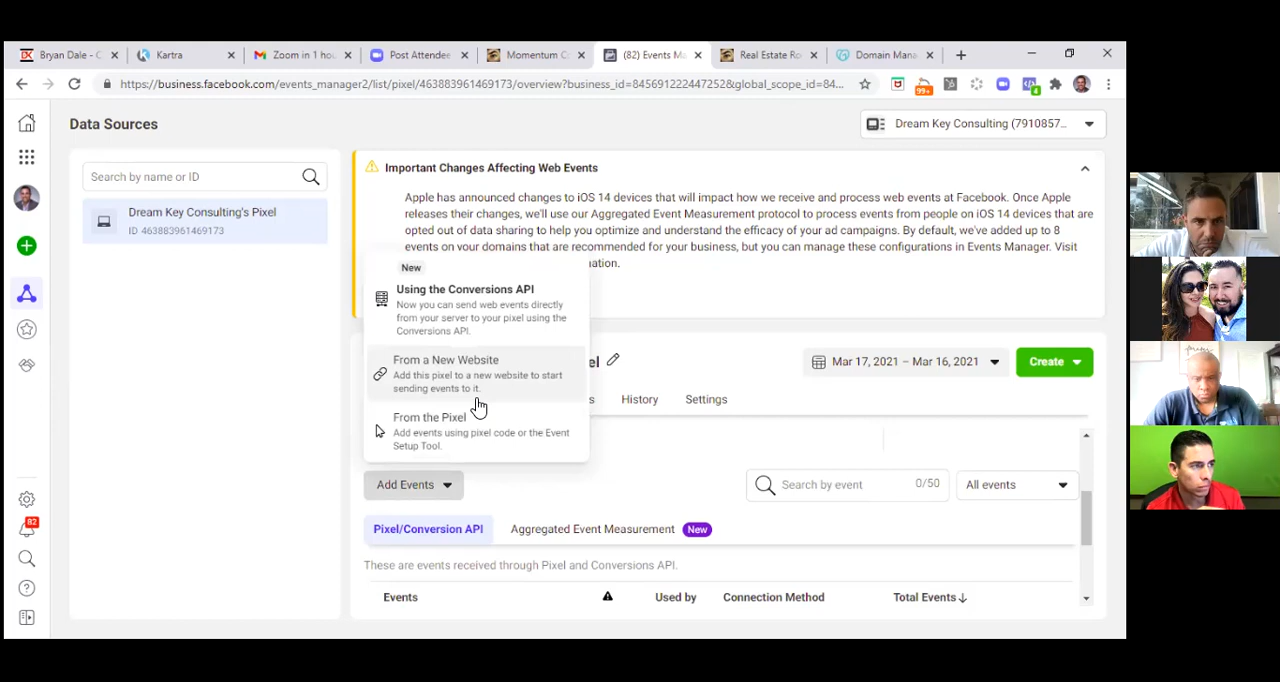 Bryan Dale - C
Kartra
Zoom in 1 hou
Post Attendee
Momentum C
(82) Events Ma
Real Estate Ro
Domain Mana
https://business.facebook.com/events_manager2/list/pixel/463883961469173/overview?business_id=845691222447252&global_scope_id=84...
99+
Data Sources
Dream Key Consulting (7910857...
Search by name or ID
Dream Key Consulting's Pixel
ID 463883961469173
Important Changes Affecting Web Events
Apple has announced changes to iOS 14 devices that will impact how we receive and process web events at Facebook. Once Apple
releases their changes, we'll use our Aggregated Event Measurement protocol to process events from people on iOS 14 devices that are
opted out of data sharing to help you optimize and understand the efficacy of your ad campaigns. By default, we've added up to 8
events on your domains that are recommended for your business, but you can manage these configurations in Events Manager. Visit
nation.
New
Using the Conversions API
Now you can send web events directly
from your server to your pixel using the
Conversions API.
From a New Website
Add this pixel to a new website to start
sending events to it.
From the Pixel
Add events using pixel code or the Event
Setup Tool.
el
Mar 17, 2021 – Mar 16, 2021
Create
s
History
Settings
Add Events
Search by event
0/50
All events
Pixel/Conversion API
Aggregated Event Measurement
New
These are events received through Pixel and Conversions API.
Events
Used by
Connection Method
Total Events
82